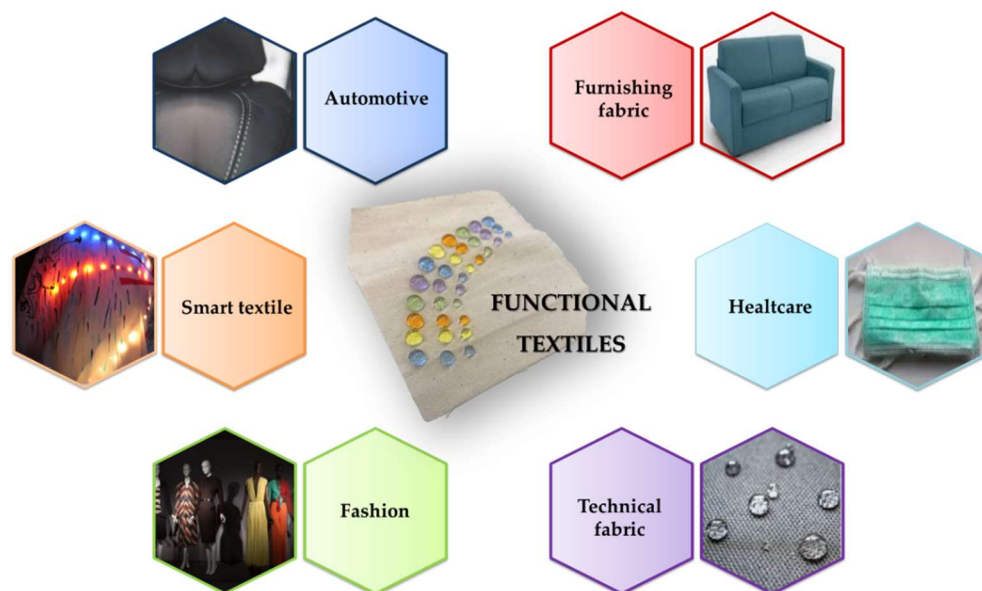 Automotive
Furnishing
fabric
Smart textile
FUNCTIONAL
TEXTILES
Healtcare
Fashion
Technical
fabric